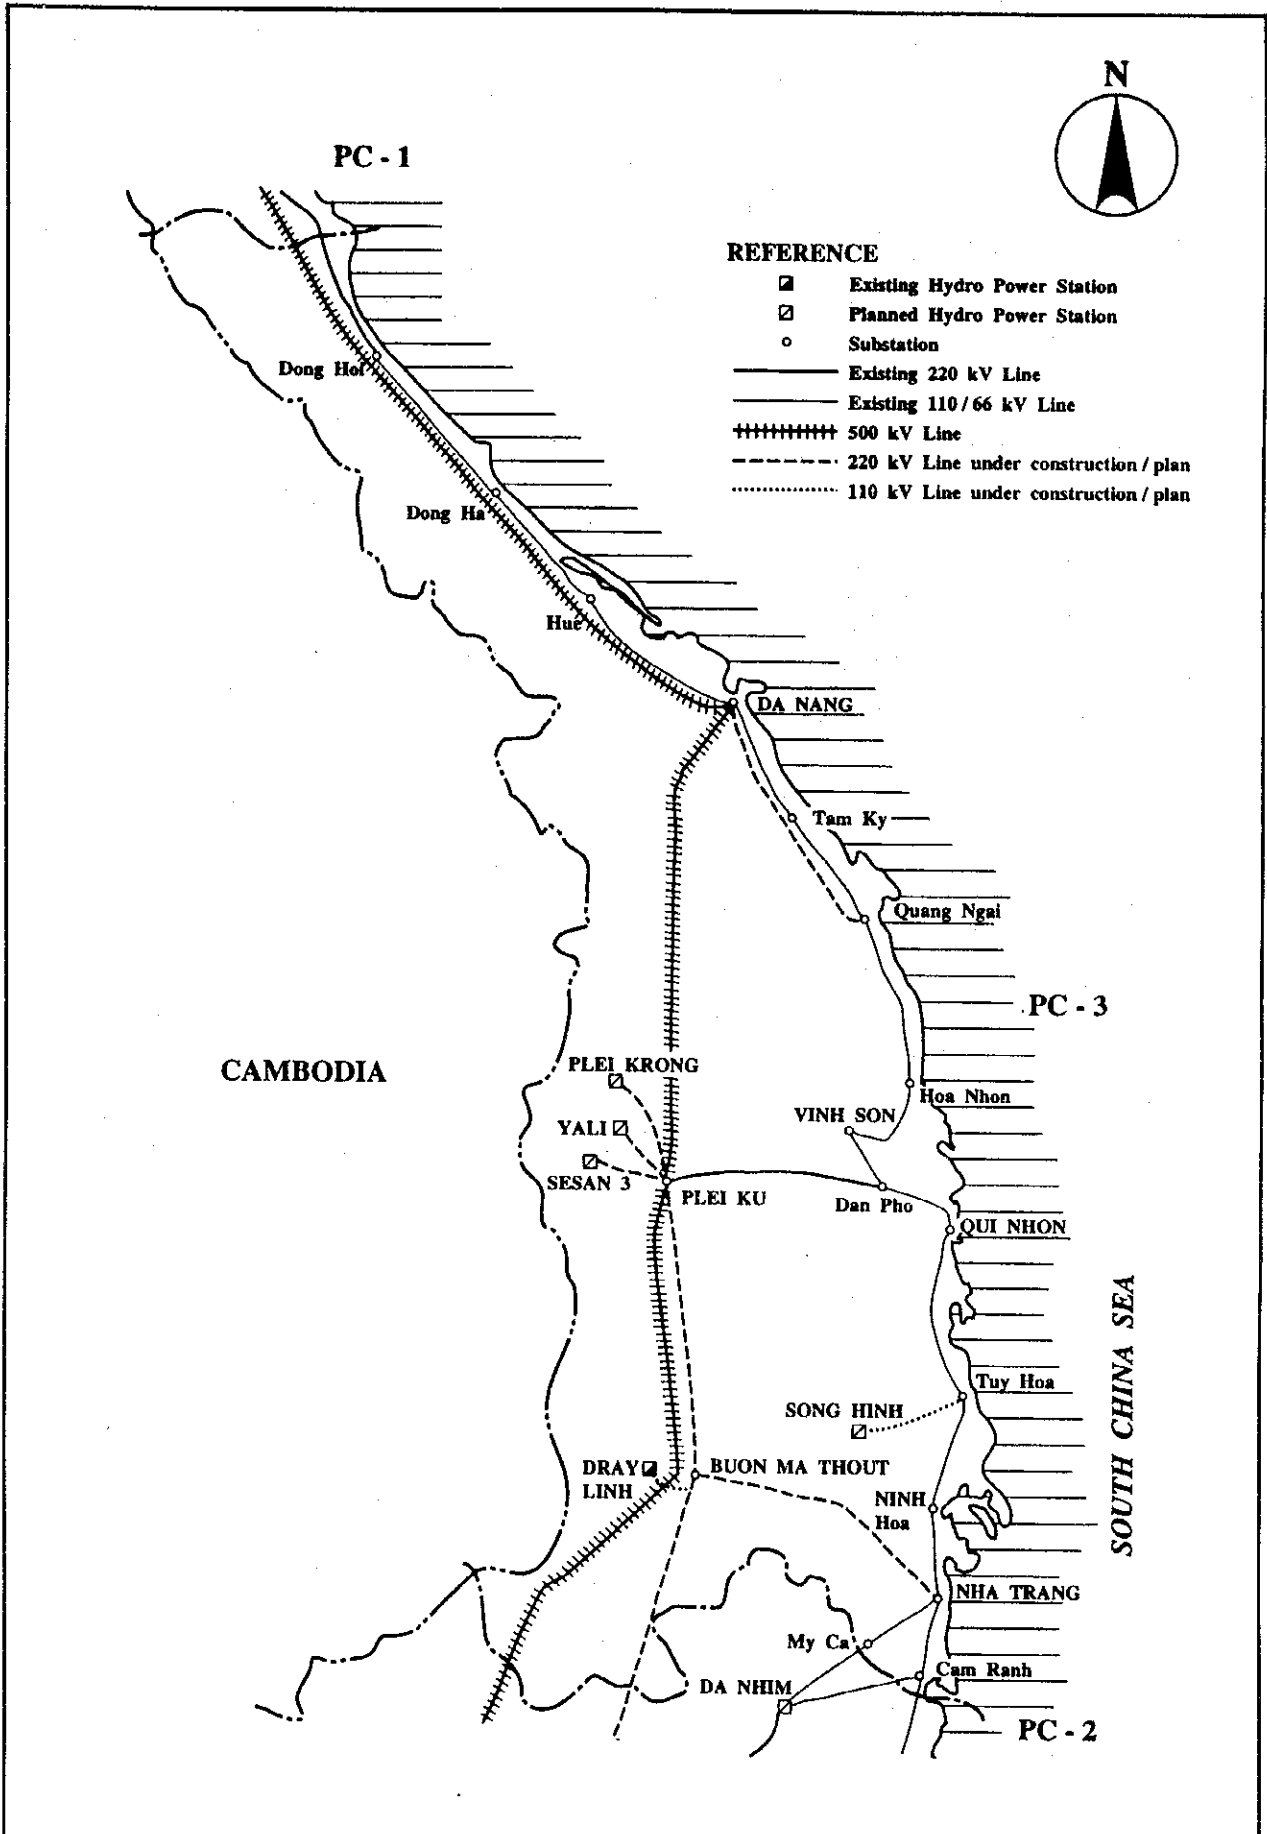 N
PC - 1
REFERENCE
Existing Hydro Power Station
Planned Hydro Power Station
Substation
Existing 220 kV Line
Existing 110 / 66 kV Line
500 kV Line
220 kV Line under construction / plan
110 kV Line under construction / plan
Dong Hoi
Dong Ha
Hue
DA NANG
Tam Ky
Quang Ngai
PC - 3
CAMBODIA
PLEI KRONG
Hoa Nhon
VINH SON
YALI
SESAN 3
PLEI KU
Dan Pho
QUI NHON
SOUTH CHINA SEA
Tuy Hoa
SONG HINH
DRAY
LINH
BUON MA THOUT
NINH
Hoa
NHA TRANG
My Ca
Cam Ranh
DA NHIM
PC - 2